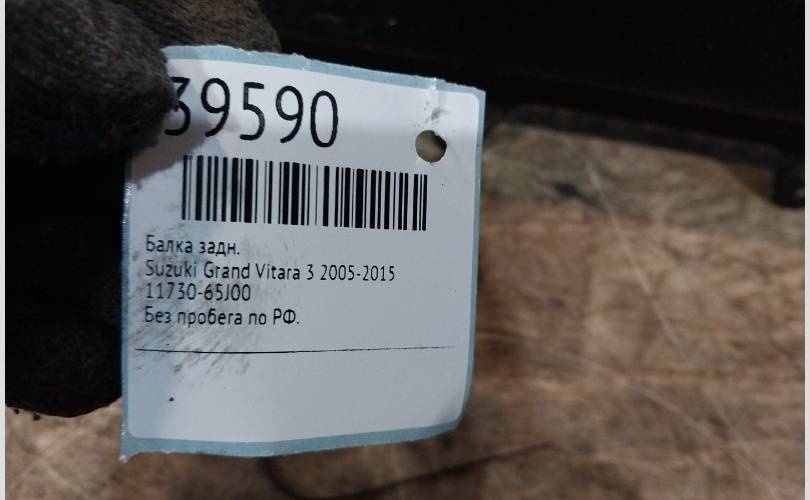 39590
Балка задн.
Suzuki Grand Vitara 3 2005-2015
11730-65J00
Без пробега по РФ.